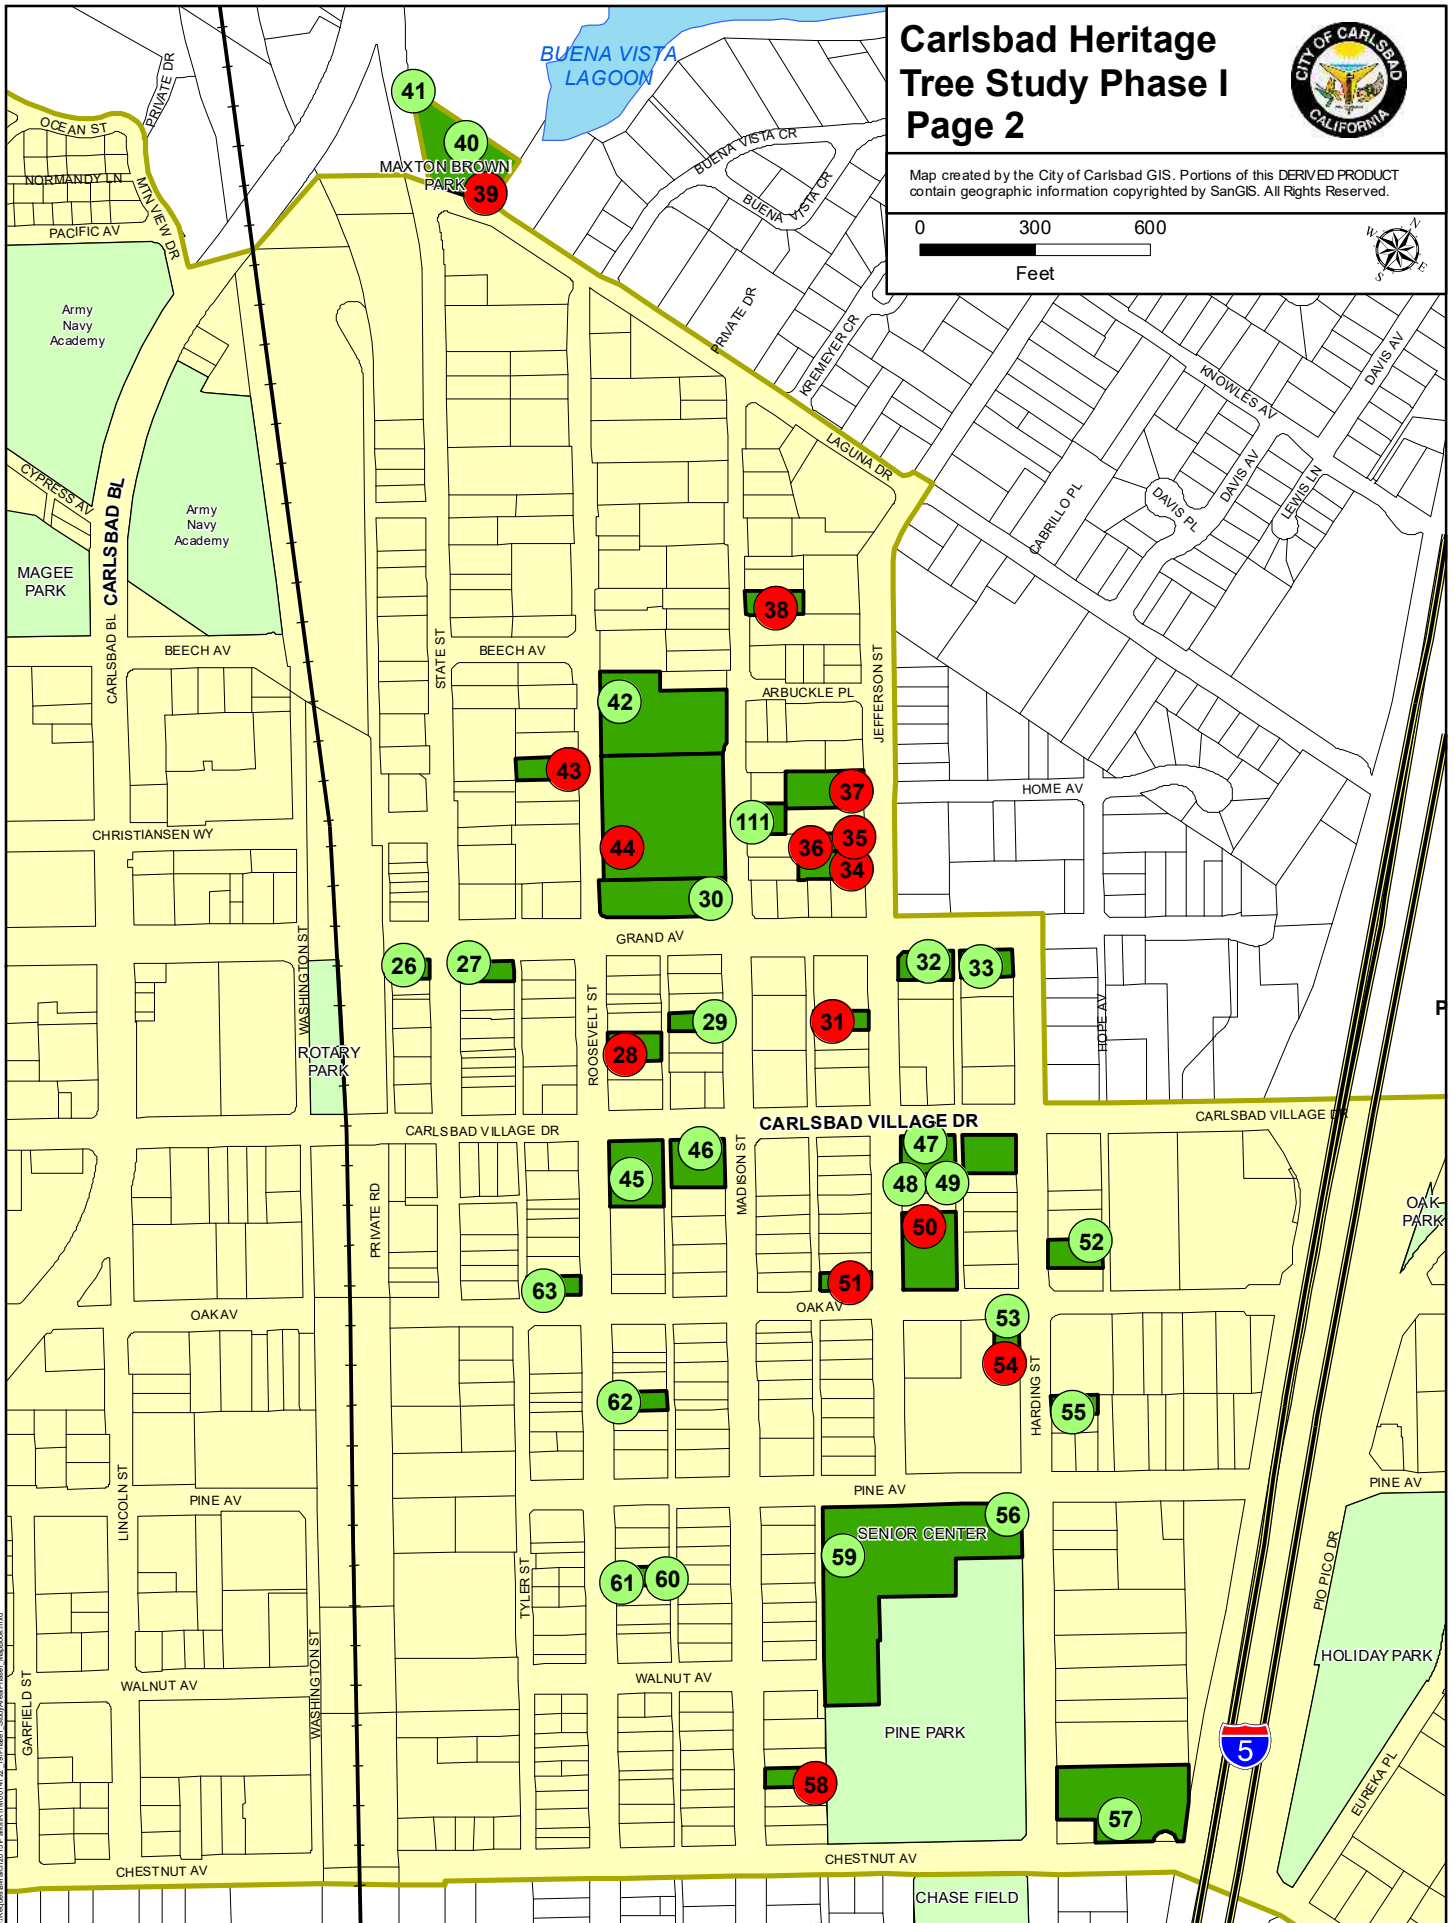 Carlsbad Heritage
Tree Study Phase I
Page 2
CITY OF CARLSBAD
CALIFORNIA
Map created by the City of Carlsbad GIS. Portions of this DERIVED PRODUCT
contain geographic information copyrighted by SanGIS. All Rights Reserved.
0 300 600
Feet
N
W
E
S
BUENA VISTA
LAGOON
PRIVATE DR
41
OCEAN ST
40
MAXTON BROWN
PARK
39
BUENA VISTA CR
BUENA VISTA CR
NORMANDY LN
MTN VIEW DR
PACIFIC AV
Army
Navy
Academy
PRIVATE DR
KREMEYER CR
KNOWLES AV
DAVIS AV
LAGUNA DR
CYPRESS AV
CARLSBAD BL
Army
Navy
Academy
CABRILLO PL
DAVIS PL
DAVIS AV
LEWIS LN
MAGEE
PARK
38
BEECH AV
BEECH AV
STATE ST
CARLSBAD BL
JEFFERSON ST
ARBUCKLE PL
42
43
37
HOME AV
111
36
35
34
CHRISTIANSEN WY
44
30
GRAND AV
WASHINGTON ST
26
27
32
33
ROOSEVELT ST
29
31
28
HOPE AV
P
ROTARY
PARK
CARLSBAD VILLAGE DR
CARLSBAD VILLAGE DR
CARLSBAD VILLAGE DR
46
45
MADISON ST
47
48
49
50
PRIVATE RD
OAK
PARK
52
63
51
OAK AV
OAK AV
53
54
HARDING ST
62
55
LINCOLN ST
PINE AV
PINE AV
PINE AV
56
SENIOR CENTER
59
TYLER ST
61
60
PIO PICO DR
HOLIDAY PARK
WASHINGTON ST
GARFIELD ST
WALNUT AV
WALNUT AV
PINE PARK
5
58
57
EUREKA PL
CHESTNUT AV
CHESTNUT AV
CHASE FIELD